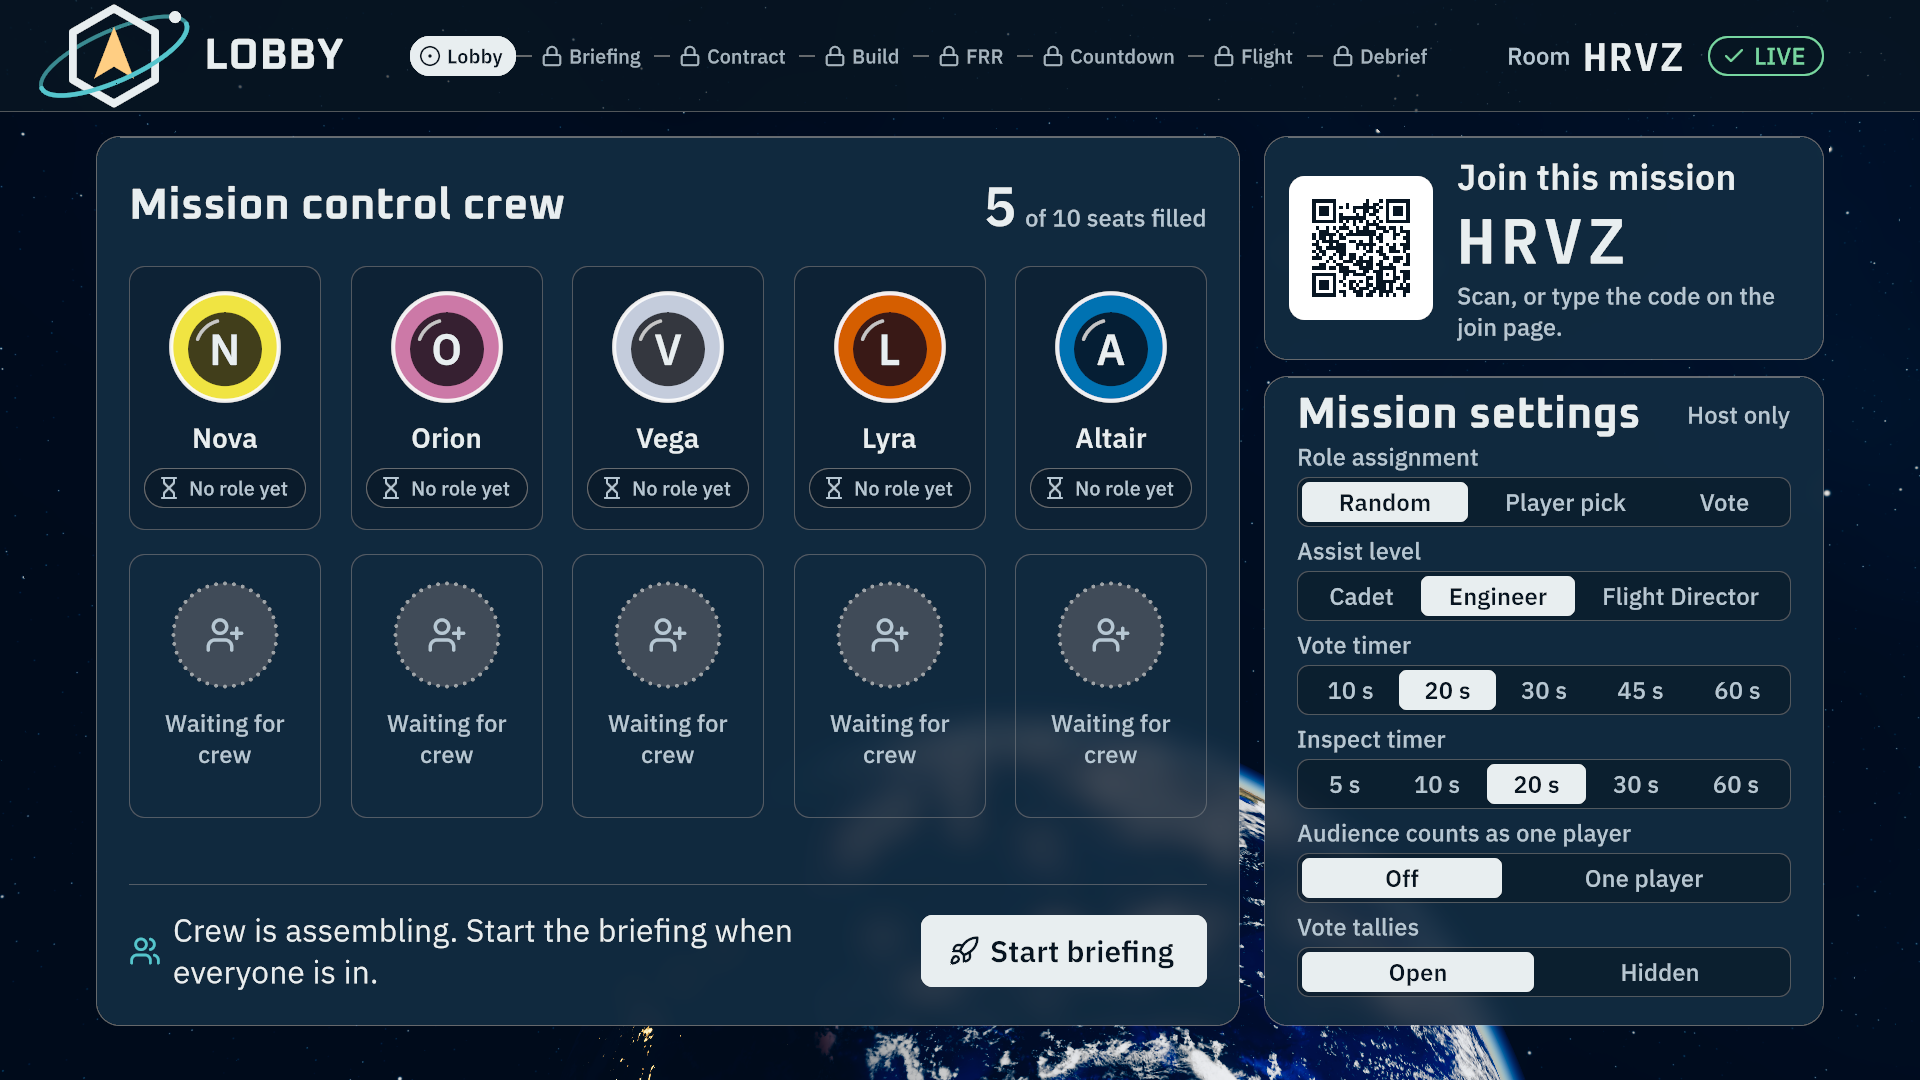 LOBBY
Lobby Briefing Contract Build FRR Countdown Flight Debrief
Room HRVZ LIVE
Mission control crew
5 of 10 seats filled
N O V L A
Nova Orion Vega Lyra Altair
No role yet No role yet No role yet No role yet No role yet
Waiting for Waiting for Waiting for Waiting for Waiting for
crew crew crew crew crew
Crew is assembling. Start the briefing when
everyone is in.
Start briefing
Join this mission
HRVZ
Scan, or type the code on the
join page.
Mission settings Host only
Role assignment
Random Player pick Vote
Assist level
Cadet Engineer Flight Director
Vote timer
10 s 20 s 30 s 45 s 60 s
Inspect timer
5 s 10 s 20 s 30 s 60 s
Audience counts as one player
Off One player
Vote tallies
Open Hidden